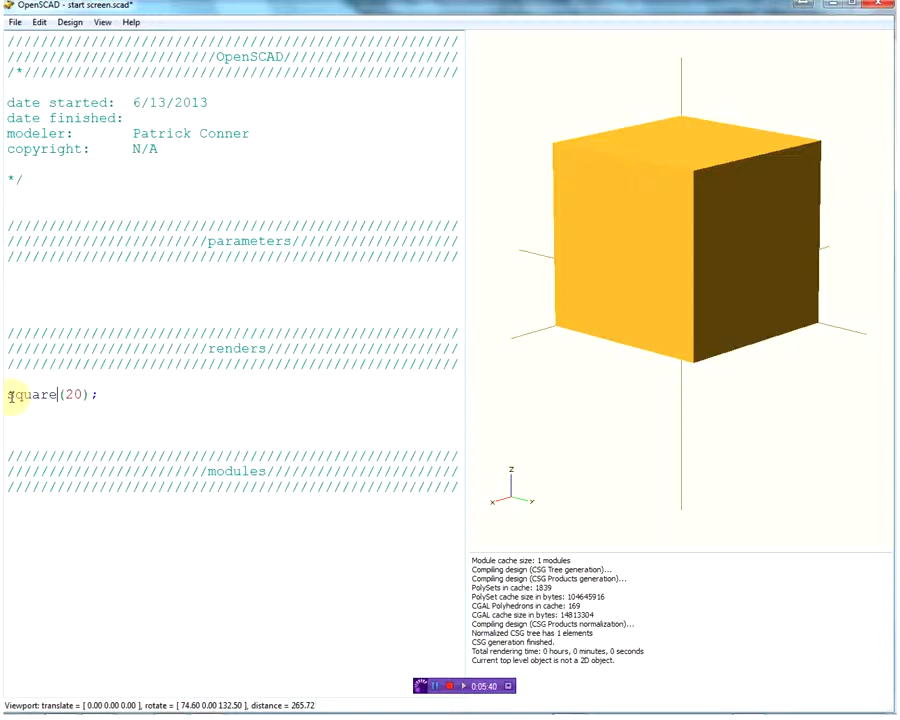 OpenSCAD - start screen.scad*
File Edit Design View Help
//////////////////////////////////////////////////////
/////////////////////////OpenSCAD/////////////////////
/*////////////////////////////////////////////////////
date started: 6/13/2013
date finished:
modeler: Patrick Conner
copyright: N/A
*/
//////////////////////////////////////////////////////
////////////////////////parameters////////////////////
//////////////////////////////////////////////////////
//////////////////////////////////////////////////////
////////////////////////renders///////////////////////
//////////////////////////////////////////////////////
square(20);
//////////////////////////////////////////////////////
////////////////////////modules///////////////////////
//////////////////////////////////////////////////////
z
x
Y
Module cache size: 1 modules
Compiling design (CSG Tree generation)...
Compiling design (CSG Products generation)...
PolySets in cache: 1839
PolySet cache size in bytes: 104645916
CGAL Polyhedrons in cache: 169
CGAL cache size in bytes: 14813304
Compiling design (CSG Products normalization)...
Normalized CSG tree has 1 elements
CSG generation finished.
Total rendering time: 0 hours, 0 minutes, 0 seconds
Current top level object is not a 2D object.
0:05:40
Viewport: translate = [ 0.00 0.00 0.00 ], rotate = [ 74.60 0.00 132.50 ], distance = 265.72